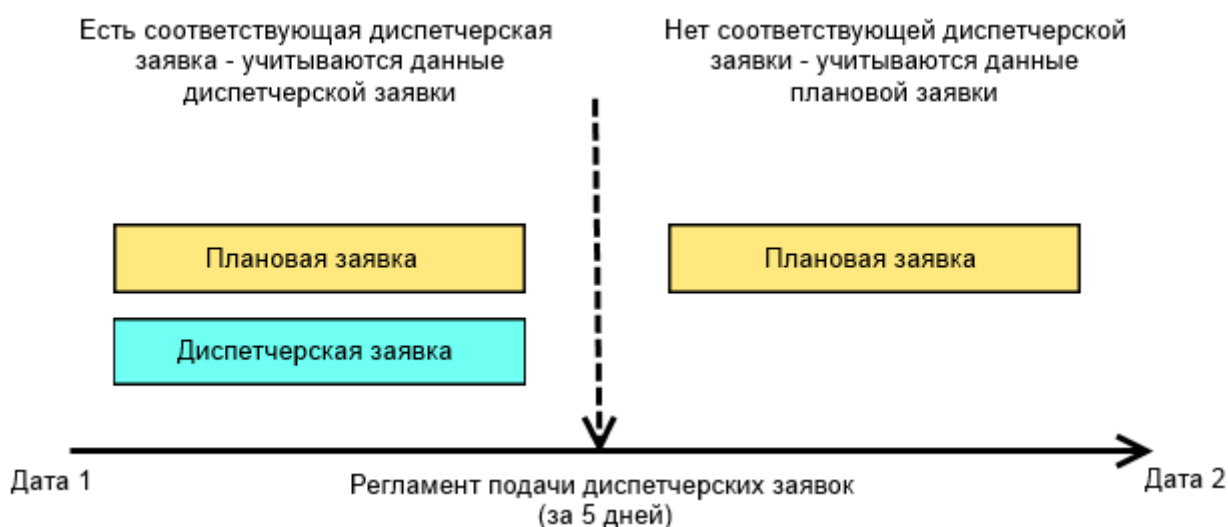 Есть соответствующая диспетчерская
заявка - учитываются данные
диспетчерской заявки
Нет соответствующей диспетчерской
заявки - учитываются данные
плановой заявки
Плановая заявка
Плановая заявка
Диспетчерская заявка
Дата 1
Регламент подачи диспетчерских заявок
(за 5 дней)
Дата 2